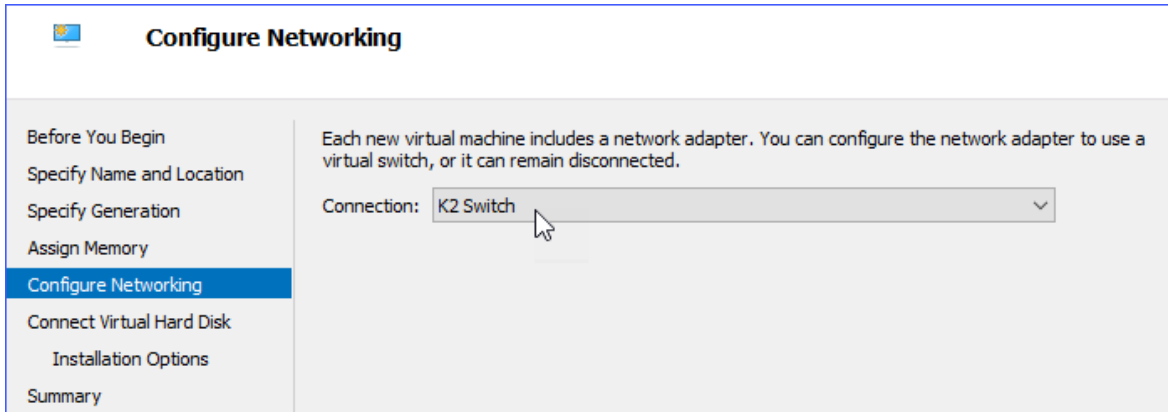 Configure Networking
Before You Begin
Specify Name and Location
Specify Generation
Assign Memory
Configure Networking
Connect Virtual Hard Disk
Installation Options
Summary
Each new virtual machine includes a network adapter. You can configure the network adapter to use a
virtual switch, or it can remain disconnected.
Connection: K2 Switch